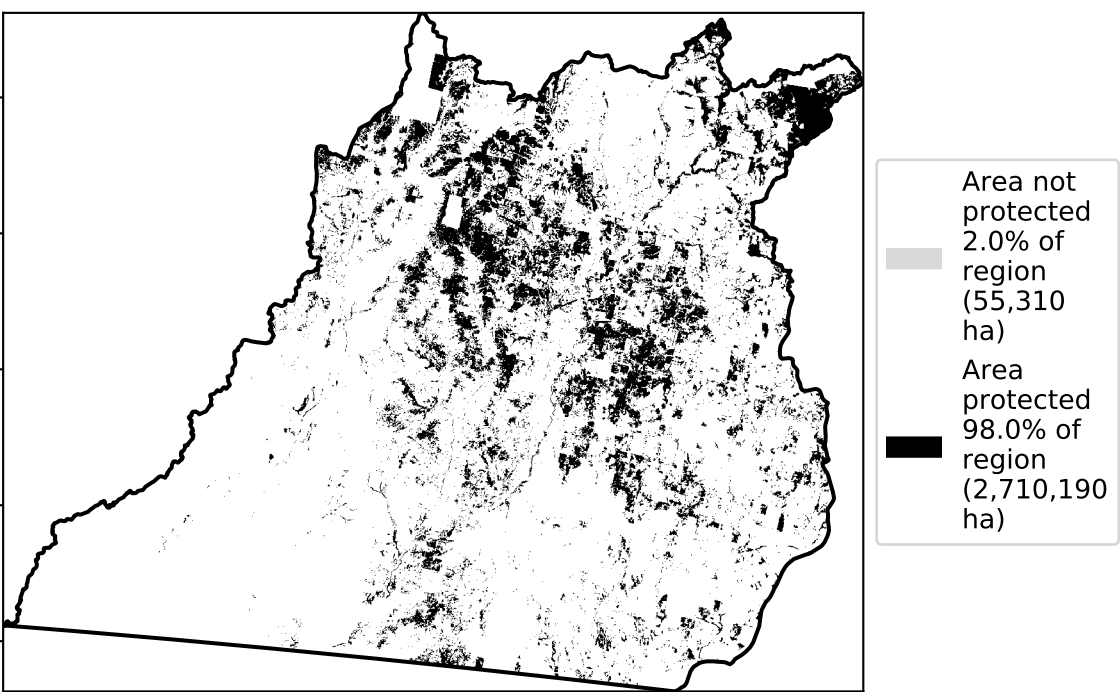 Area not
protected
2.0% of
region
(55,310
ha)
Area
protected
98.0% of
region
(2,710,190
ha)